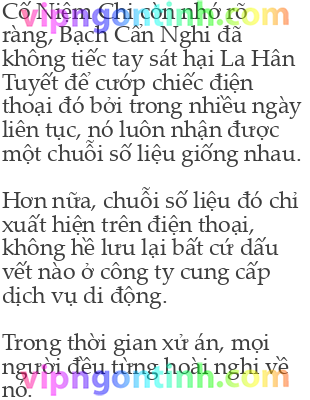 vipngontinh.com
Cố Niệm Chi còn nhớ rõ
ràng, Bạch Cẩn Nghi đã
không tiếc tay sát hại La Hân
Tuyết để cướp chiếc điện
thoại đó bởi trong nhiều ngày
liên tục, nó luôn nhận được
một chuỗi số liệu giống nhau.
Hơn nữa, chuỗi số liệu đó chỉ
xuất hiện trên điện thoại,
không hề lưu lại bất cứ dấu
vết nào ở công ty cung cấp
dịch vụ di động.
Trong thời gian xử án, mọi
người đều từng hoài nghi về
vipngontinh.com
nó.